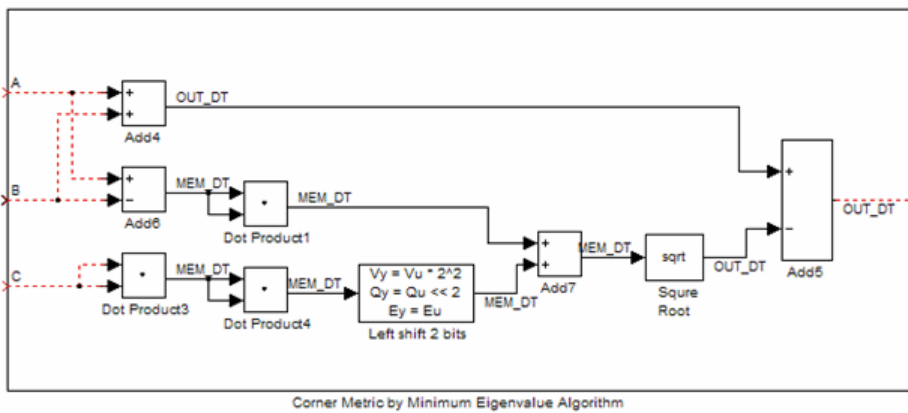 A
+
+
OUT_DT
Add4
B
+
−
MEM_DT
Add6
.
MEM_DT
Dot Product1
C
.
MEM_DT
Dot Product3
.
MEM_DT
Dot Product4
Vy = Vu * 2^2
Qy = Qu << 2
Ey = Eu
Left shift 2 bits
MEM_DT
+
+
MEM_DT
Add7
sqrt
Squre
Root
OUT_DT
+
−
Add5
OUT_DT
Corner Metric by Minimum Eigenvalue Algorithm